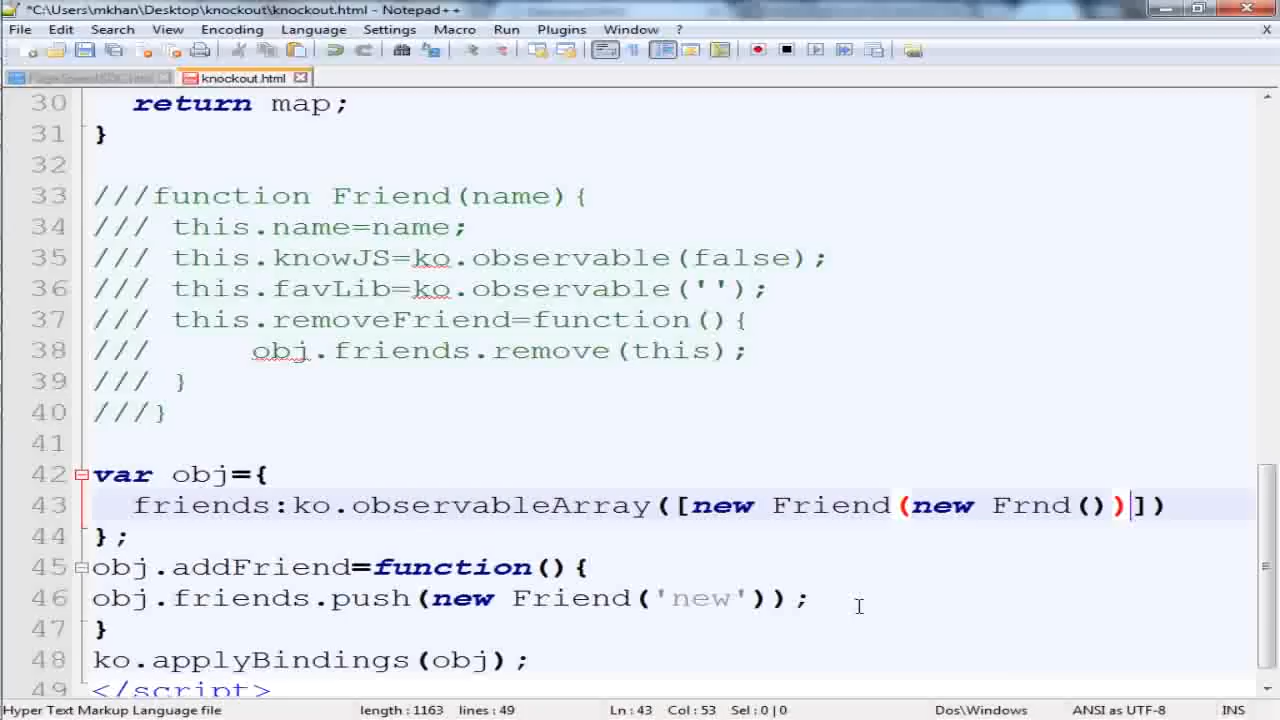 *C:\Users\mkhan\Desktop\knockout\knockout.html - Notepad++
File Edit Search View Encoding Language Settings Macro Run Plugins Window ? X
knockout.html
30 return map;
31 }
32
33 ///function Friend(name){
34 /// this.name=name;
35 /// this.knowJS=ko.observable(false);
36 /// this.favLib=ko.observable('');
37 /// this.removeFriend=function(){
38 /// obj.friends.remove(this);
39 /// }
40 ///}
41
42 var obj={
43 friends:ko.observableArray([new Friend(new Frnd())])
44 };
45 obj.addFriend=function(){
46 obj.friends.push(new Friend('new'));
47 }
48 ko.applyBindings(obj);
49 </script>
Hyper Text Markup Language file length : 1163 lines : 49 Ln : 43 Col : 53 Sel : 0 | 0 Dos\Windows ANSI as UTF-8 INS